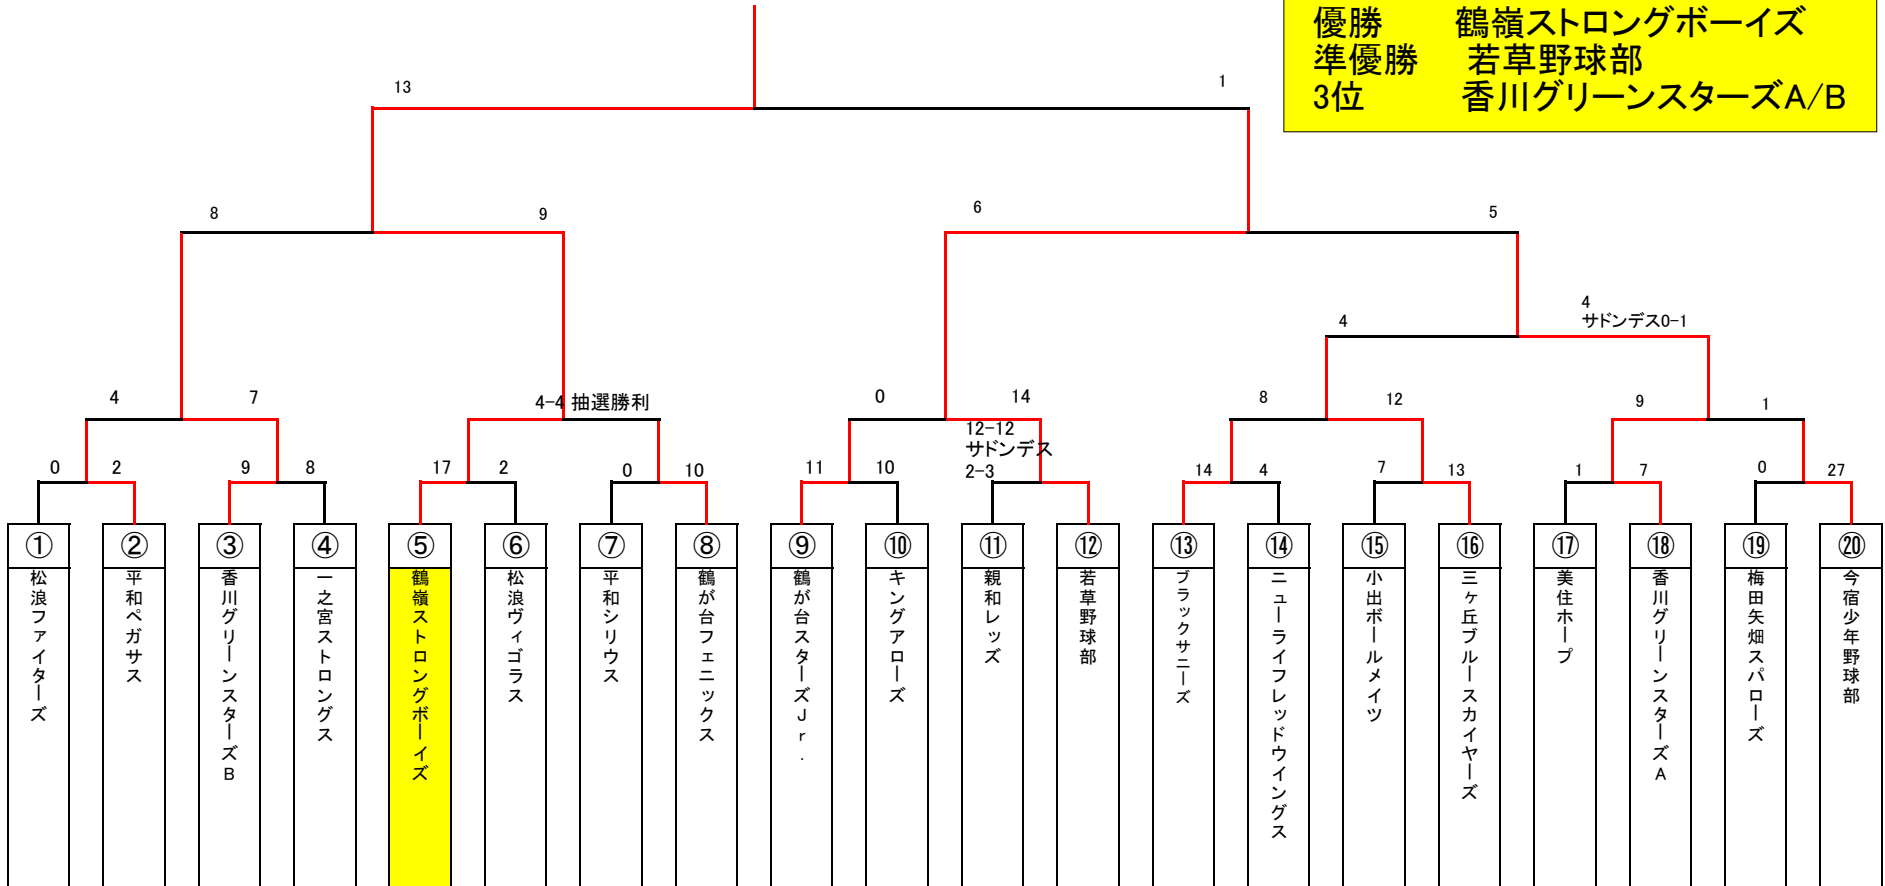 優勝 鶴嶺ストロングボーイズ
準優勝 若草野球部
3位 香川グリーンスターズA/B
13
1
8
9
6
5
4
4
サドンデス0-1
4
7
4-4 抽選勝利
0
14
8
12
9
1
12-12
サドンデス
2-3
0
2
9
8
17
2
0
10
11
10
14
4
7
13
1
7
0
27
①
②
③
④
⑤
⑥
⑦
⑧
⑨
⑩
⑪
⑫
⑬
⑭
⑮
⑯
⑰
⑱
⑲
⑳
松浪ファイターズ
平和ペガサス
香川グリーンスターズB
一之宮ストロングス
鶴嶺ストロングボーイズ
松浪ヴィゴラス
平和シリウス
鶴が台フェニックス
鶴が台スターズJr.
キングアローズ
親和レッズ
若草野球部
ブラックサニーズ
ニューライフレッドウイングス
小出ボールメイツ
三ヶ丘ブルースカイヤーズ
美住ホープ
香川グリーンスターズA
梅田矢畑スパローズ
今宿少年野球部